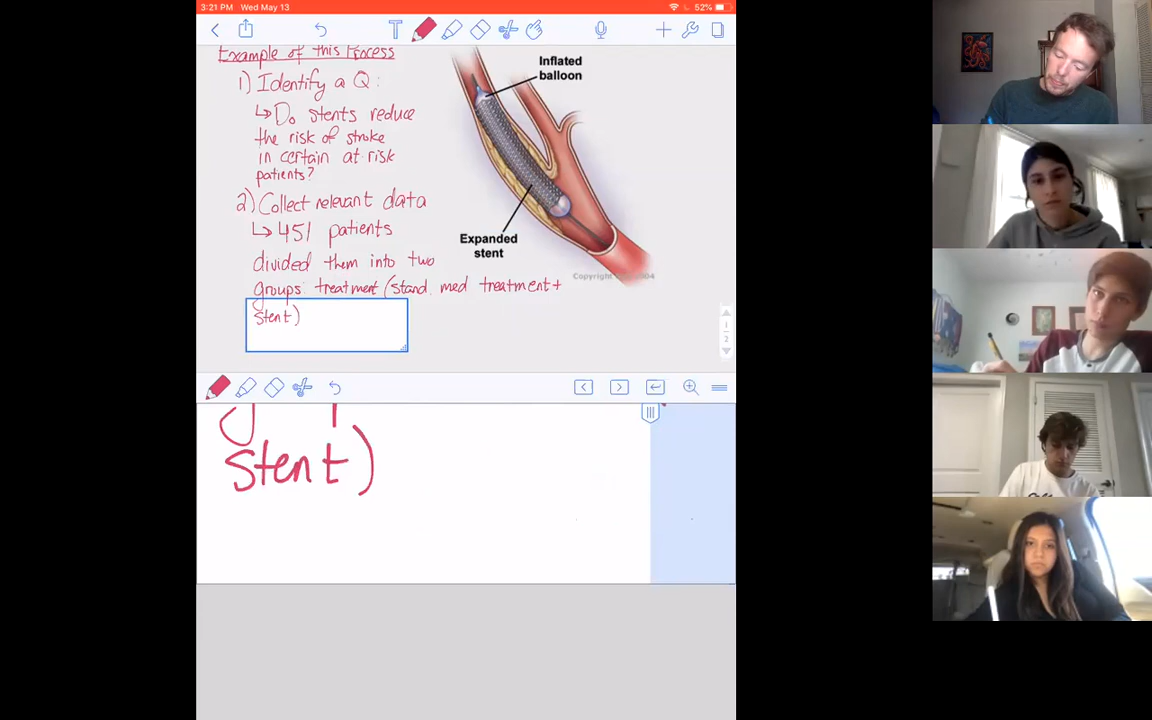 3:21 PM Wed May 13
52%
T
Example of this Process
1) Identify a Q:
↳ Do stents reduce
the risk of stroke
in certain at risk
patients?
2) Collect relevant data
↳ 451 patients
divided them into two
groups: treatment (stand. med treatment +
stent)
Inflated
balloon
Expanded
stent
1
2
stent)